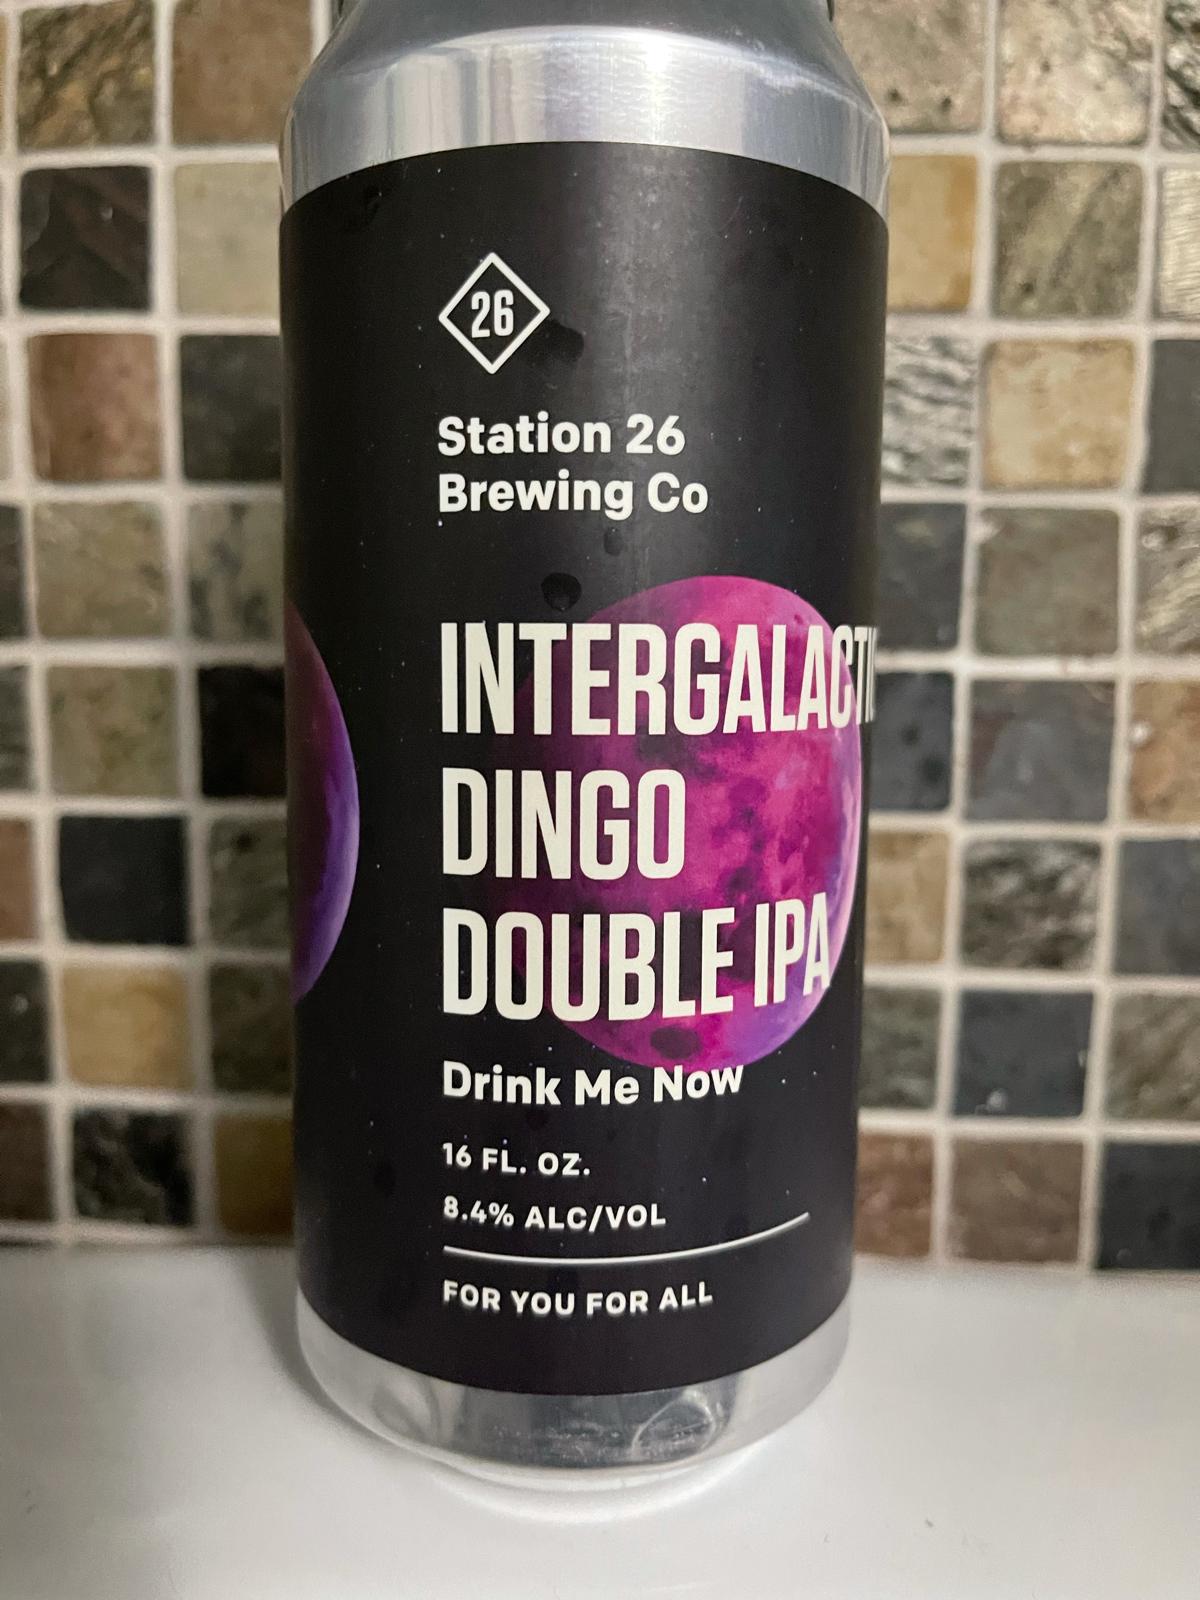 26
Station 26
Brewing Co
INTERGALACTIC
DINGO
DOUBLE IPA
Drink Me Now
16 FL. OZ.
8.4% ALC/VOL
FOR YOU FOR ALL